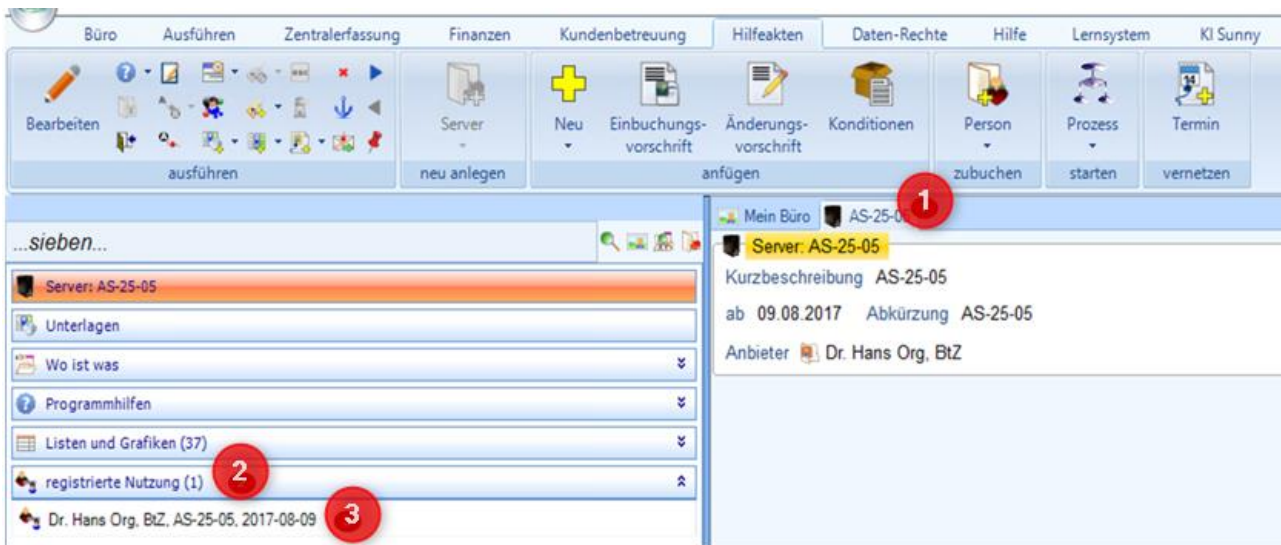 Büro Ausführen Zentralerfassung Finanzen Kundenbetreuung Hilfeakten Daten-Rechte Hilfe Lernsystem KI Sunny
Bearbeiten Server Neu Einbuchungs- Änderungs- Konditionen Person Prozess Termin
vorschrift vorschrift
ausführen neu anlegen anfügen zubuchen starten vernetzen
1
Mein Büro AS-25-05
...sieben...
Server: AS-25-05
Server: AS-25-05
Kurzbeschreibung AS-25-05
Unterlagen
ab 09.08.2017 Abkürzung AS-25-05
Wo ist was
Anbieter Dr. Hans Org, BtZ
Programmhilfen
Listen und Grafiken (37)
registrierte Nutzung (1) 2
Dr. Hans Org, BtZ, AS-25-05, 2017-08-09 3